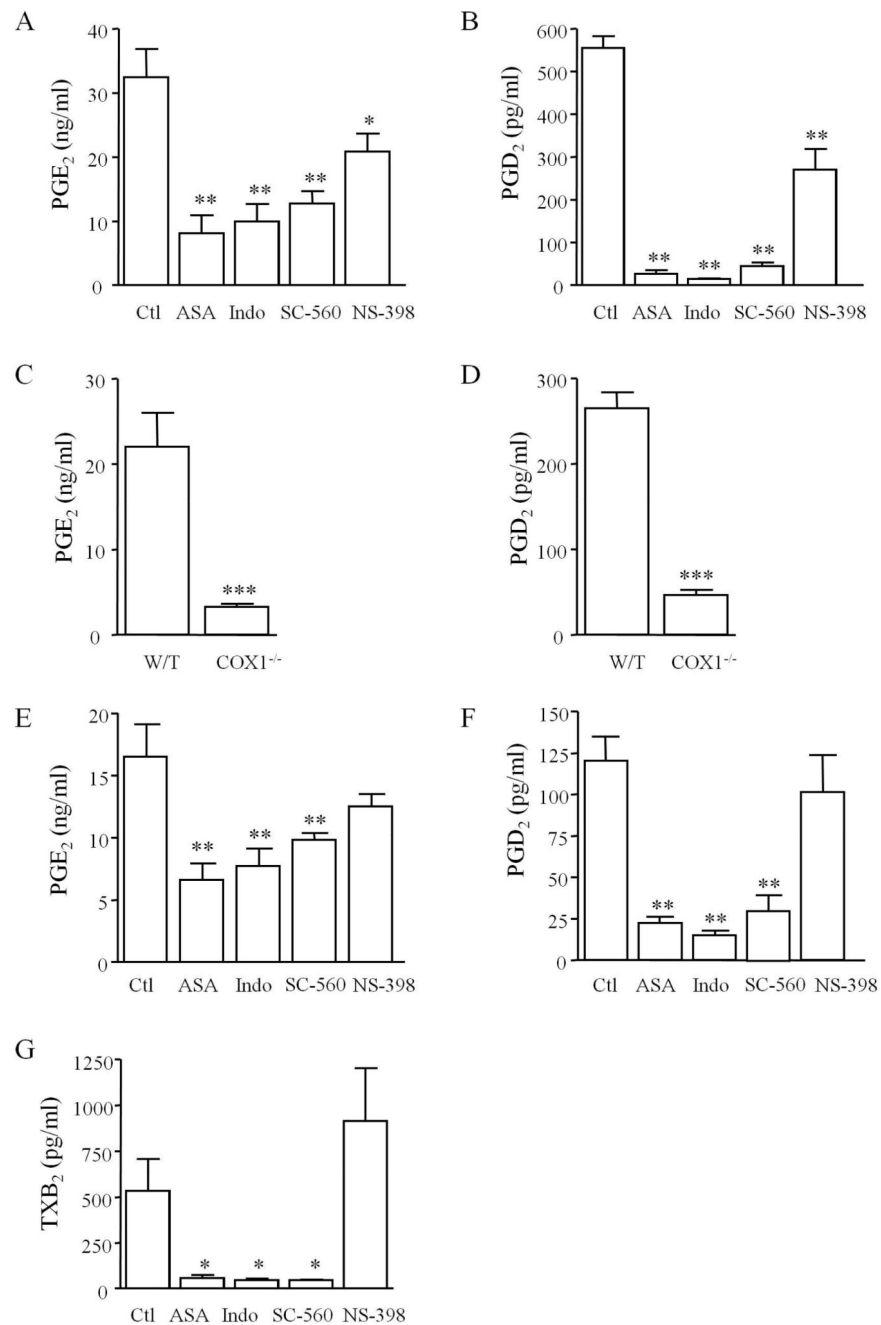 A
PGE₂ (ng/ml)
40
30
20
10
0
** ** ** *
Ctl ASA Indo SC-560 NS-398
B
PGD₂ (pg/ml)
600
500
400
300
200
100
0
** ** ** **
Ctl ASA Indo SC-560 NS-398
C
PGE₂ (ng/ml)
30
20
10
0
***
W/T COX1⁻/⁻
D
PGD₂ (pg/ml)
300
200
100
0
***
W/T COX1⁻/⁻
E
PGE₂ (ng/ml)
20
15
10
5
0
** ** **
Ctl ASA Indo SC-560 NS-398
F
PGD₂ (pg/ml)
150
125
100
75
50
25
0
** ** **
Ctl ASA Indo SC-560 NS-398
G
TXB₂ (pg/ml)
1250
1000
750
500
250
0
* * *
Ctl ASA Indo SC-560 NS-398